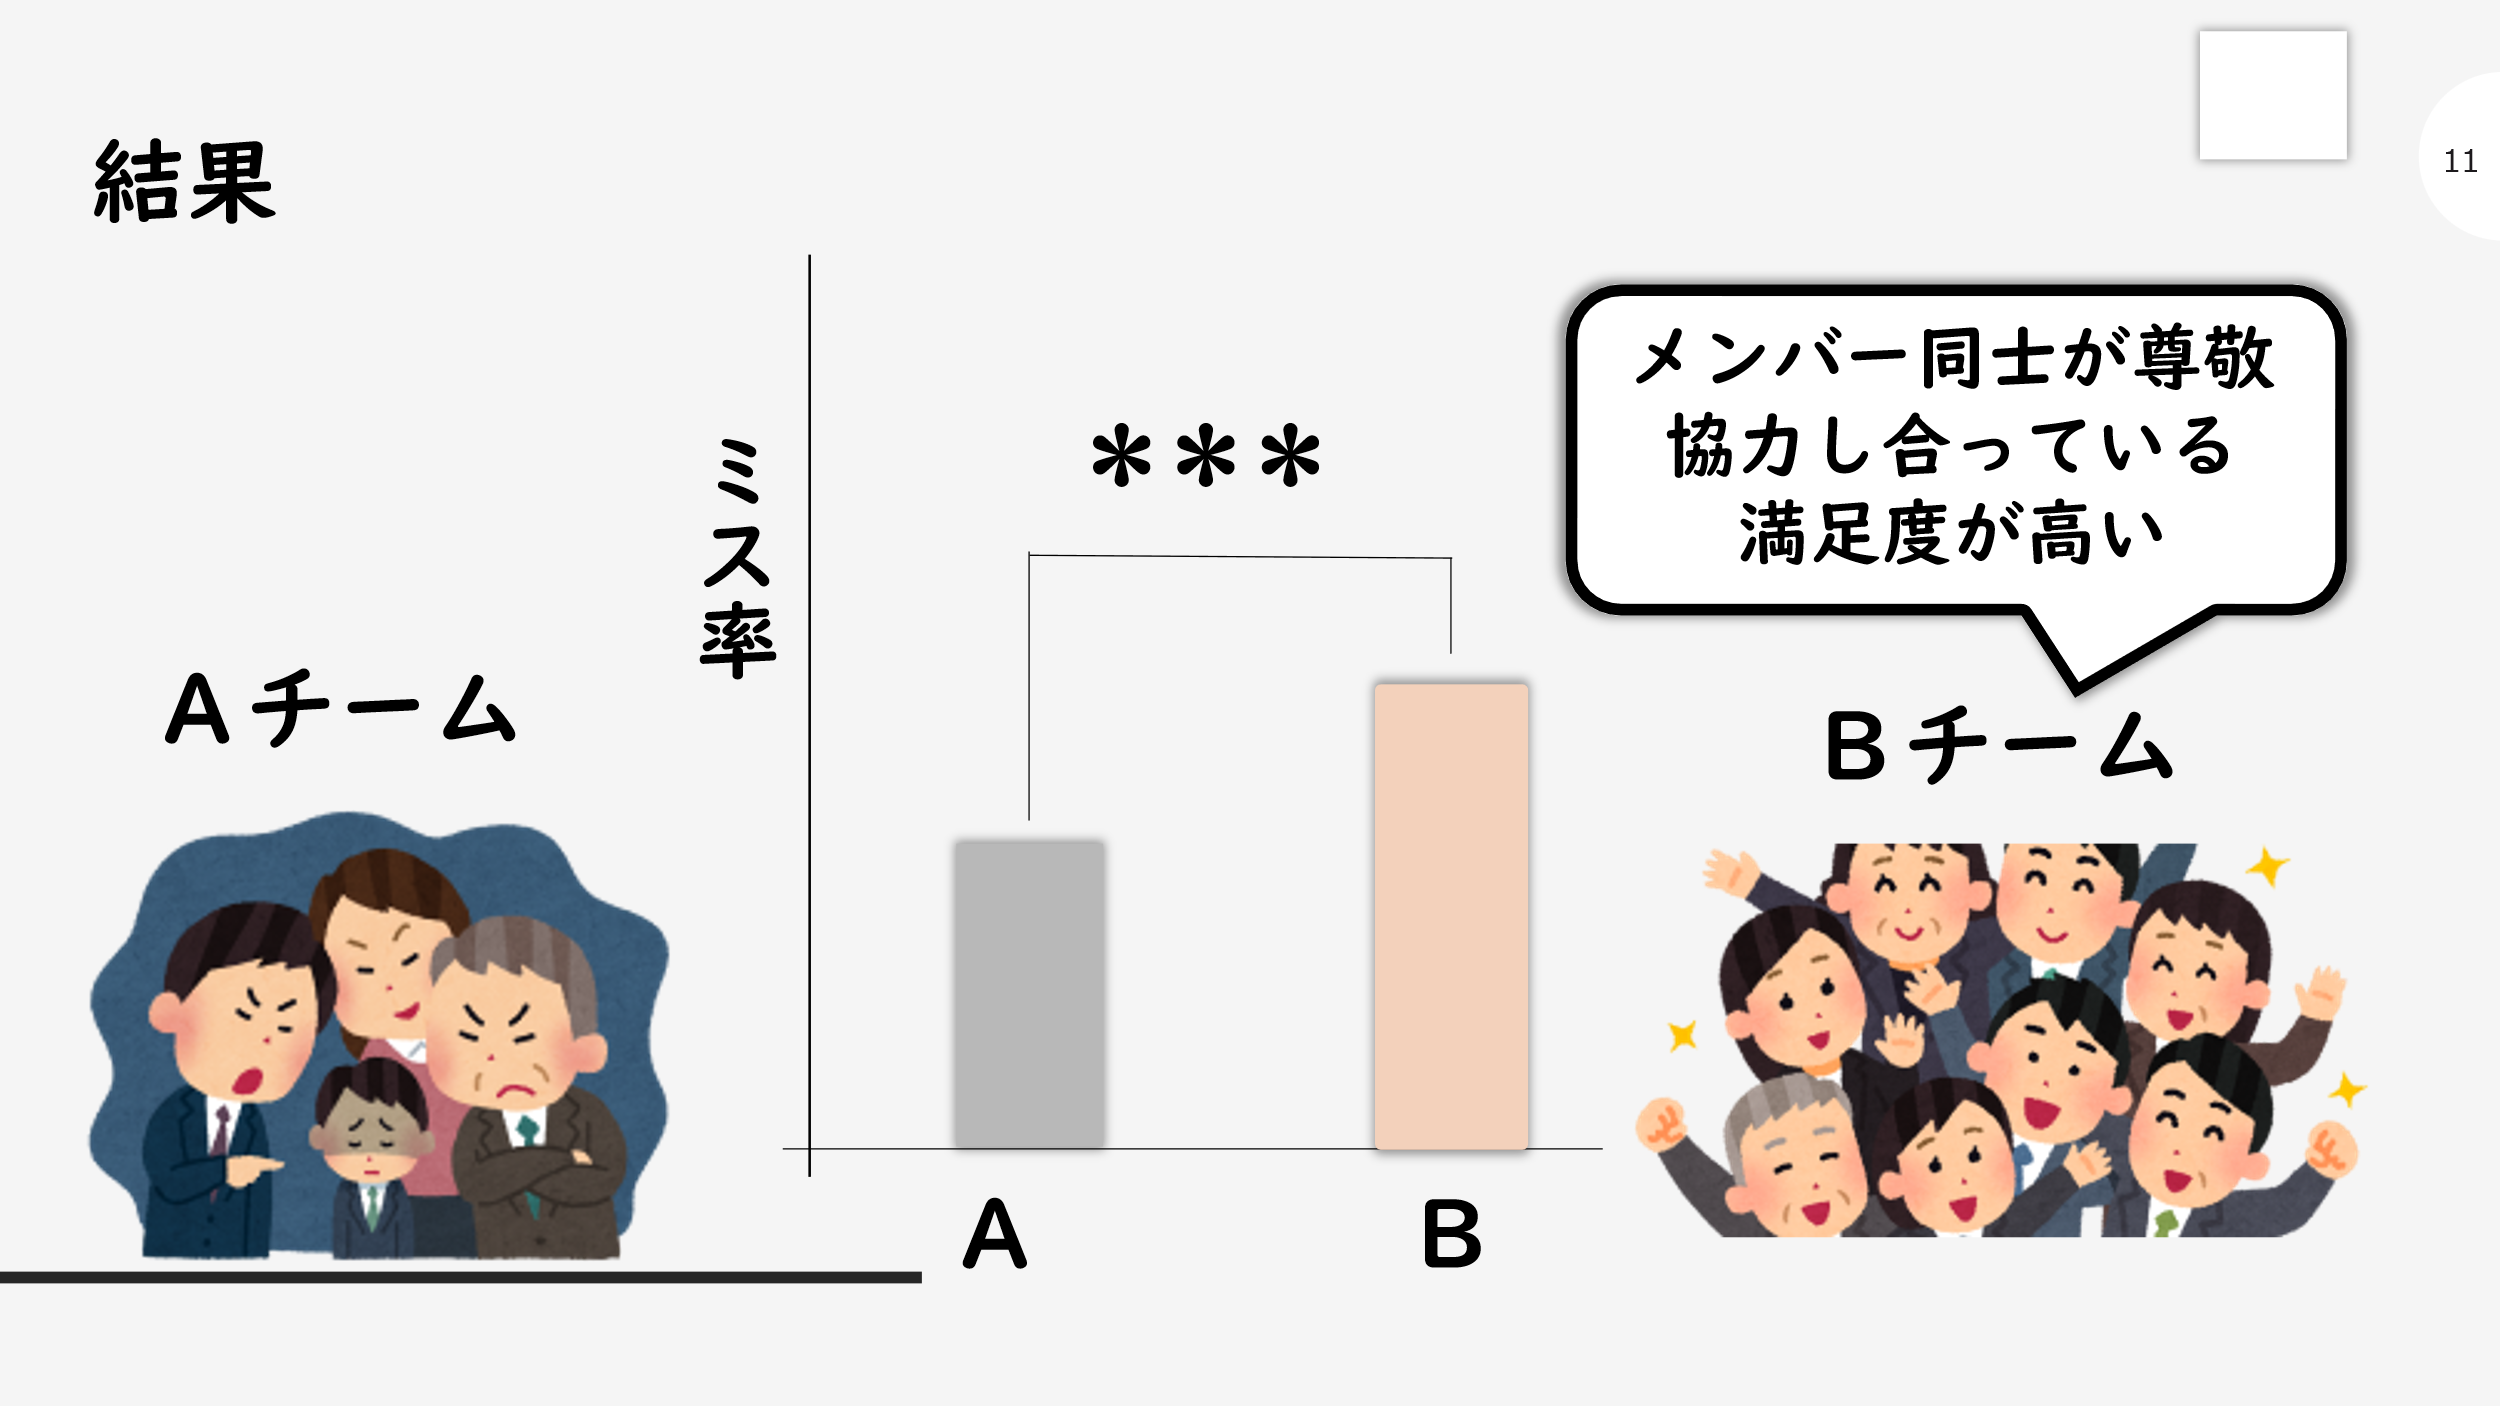 結果
11
メンバー同士が尊敬
協力し合っている
満足度が高い
ミス率
***
Aチーム
Bチーム
A
B